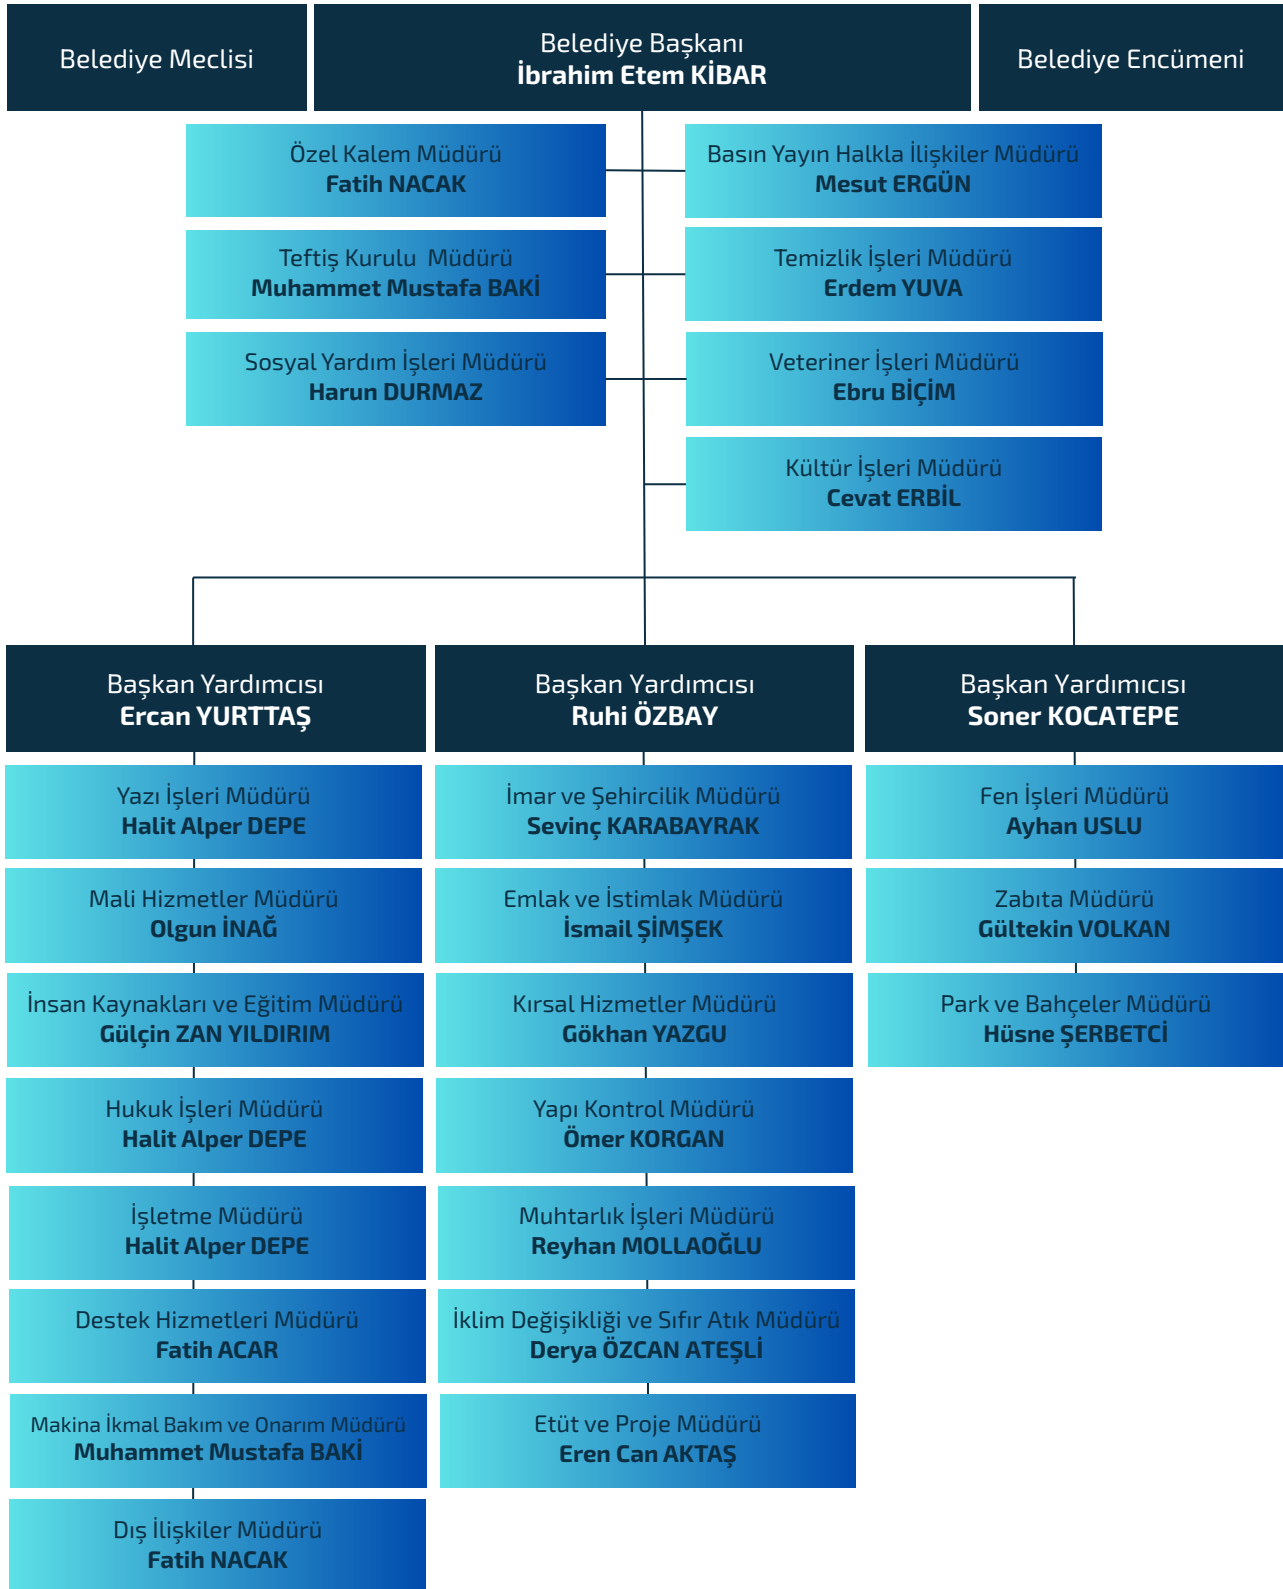 Belediye Meclisi
Belediye Başkanı
İbrahim Etem KİBAR
Belediye Encümeni
Özel Kalem Müdürü
Fatih NACAK
Basın Yayın Halkla İlişkiler Müdürü
Mesut ERGÜN
Teftiş Kurulu Müdürü
Muhammet Mustafa BAKİ
Temizlik İşleri Müdürü
Erdem YUVA
Sosyal Yardım İşleri Müdürü
Harun DURMAZ
Veteriner İşleri Müdürü
Ebru BİÇİM
Kültür İşleri Müdürü
Cevat ERBİL
Başkan Yardımcısı
Ercan YURTTAŞ
Yazı İşleri Müdürü
Halit Alper DEPE
Mali Hizmetler Müdürü
Olgun İNAĞ
İnsan Kaynakları ve Eğitim Müdürü
Gülçin ZAN YILDIRIM
Hukuk İşleri Müdürü
Halit Alper DEPE
İşletme Müdürü
Halit Alper DEPE
Destek Hizmetleri Müdürü
Fatih ACAR
Makina İkmal Bakım ve Onarım Müdürü
Muhammet Mustafa BAKİ
Dış İlişkiler Müdürü
Fatih NACAK
Başkan Yardımcısı
Ruhi ÖZBAY
İmar ve Şehircilik Müdürü
Sevinç KARABAYRAK
Emlak ve İstimlak Müdürü
İsmail ŞİMŞEK
Kırsal Hizmetler Müdürü
Gökhan YAZGU
Yapı Kontrol Müdürü
Ömer KORGAN
Muhtarlık İşleri Müdürü
Reyhan MOLLAOĞLU
İklim Değişikliği ve Sıfır Atık Müdürü
Derya ÖZCAN ATEŞLİ
Etüt ve Proje Müdürü
Eren Can AKTAŞ
Başkan Yardımıcısı
Soner KOCATEPE
Fen İşleri Müdürü
Ayhan USLU
Zabıta Müdürü
Gültekin VOLKAN
Park ve Bahçeler Müdürü
Hüsne ŞERBETCİ